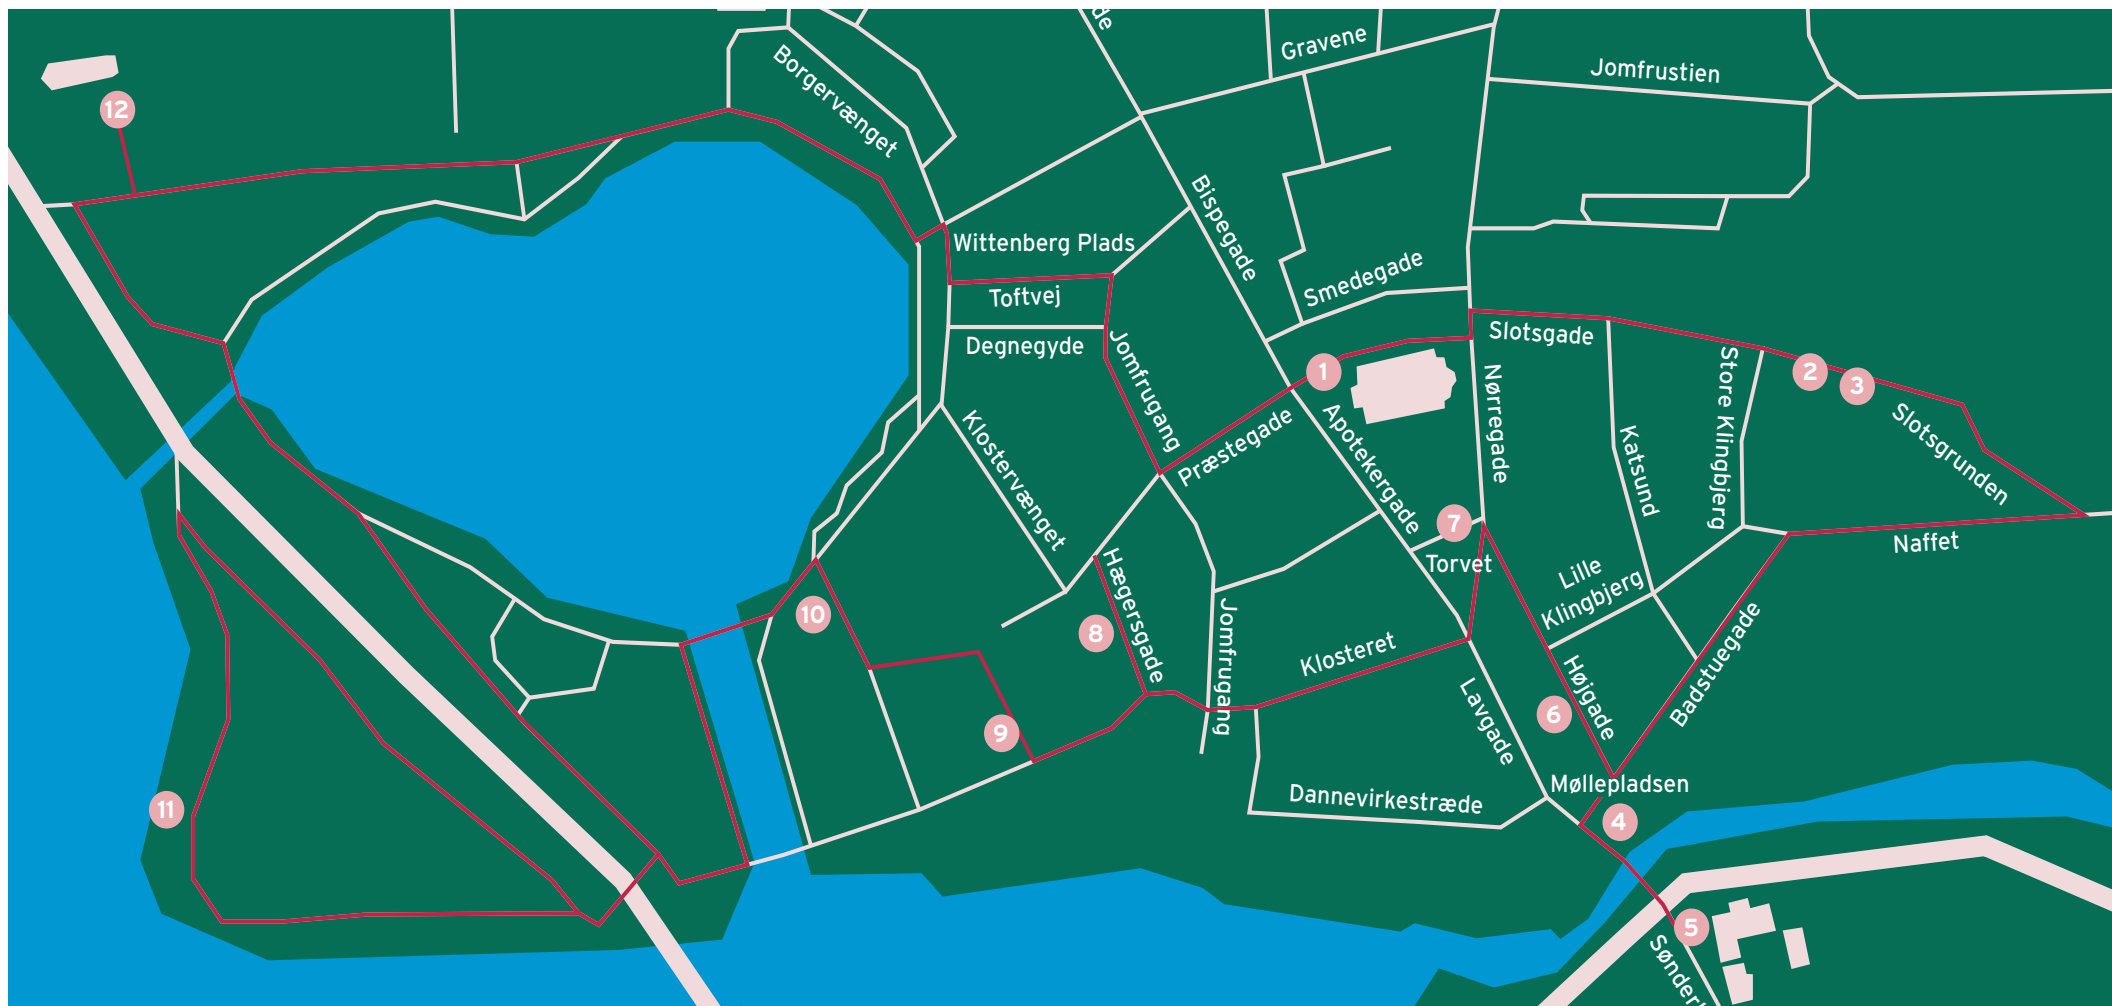 de
Gravene
Jomfrustien
Borgervænget
12
Bispegade
Wittenberg Plads
Smedegade
Toftvej
Slotsgade
Degnegyde
Jomfrugang
1
2
3
Nørregade
Store Klingbjerg
Slotsgrunden
Præstegade
Apotekergade
Katsund
Klostervænget
7
Torvet
Naffet
Hægersgade
Lille
Klingbjerg
10
8
Jomfrugang
Klosteret
Badstuegade
Højgade
Lavgade
6
9
Møllepladsen
Dannevirkestræde
11
4
5